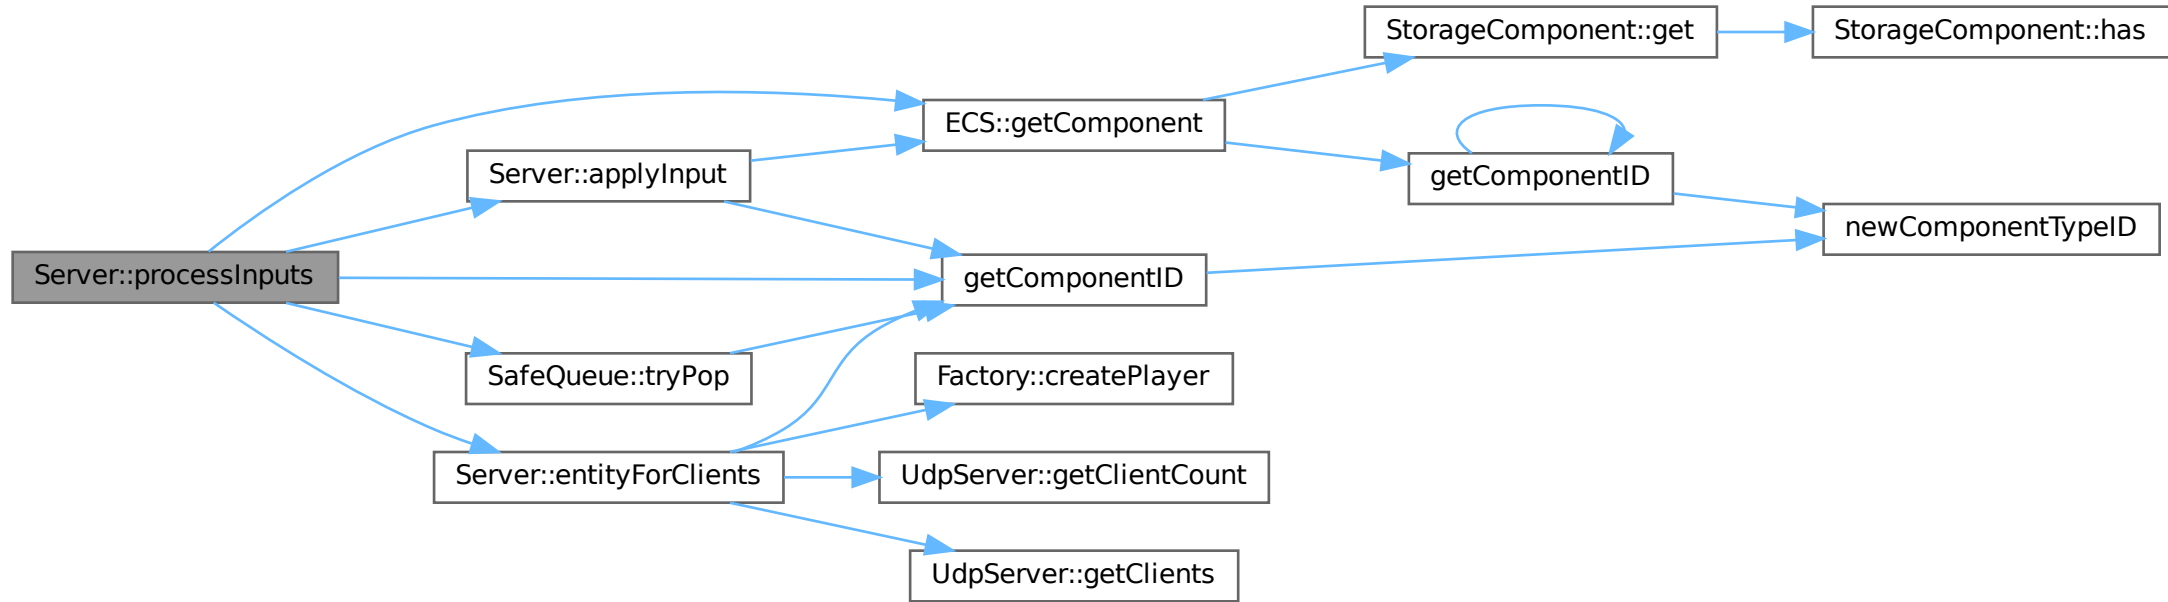 StorageComponent::get
StorageComponent::has
ECS::getComponent
Server::applyInput
getComponentID
newComponentTypeID
Server::processInputs
getComponentID
SafeQueue::tryPop
Factory::createPlayer
Server::entityForClients
UdpServer::getClientCount
UdpServer::getClients